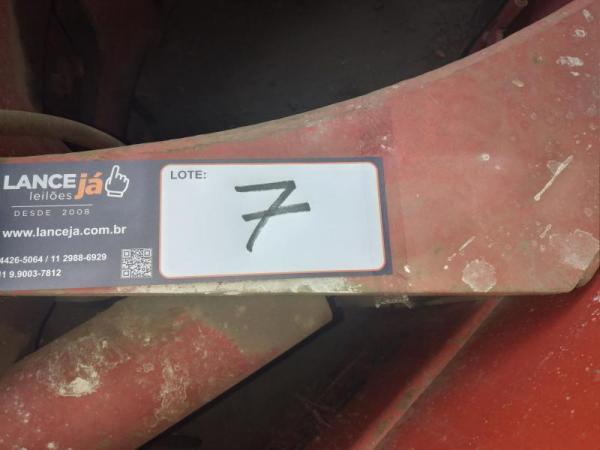 LANCE já
leilões
DESDE 2008
www.lanceja.com.br
4426-5064 / 11 2988-6929
11 9.9003-7812
LOTE:
7